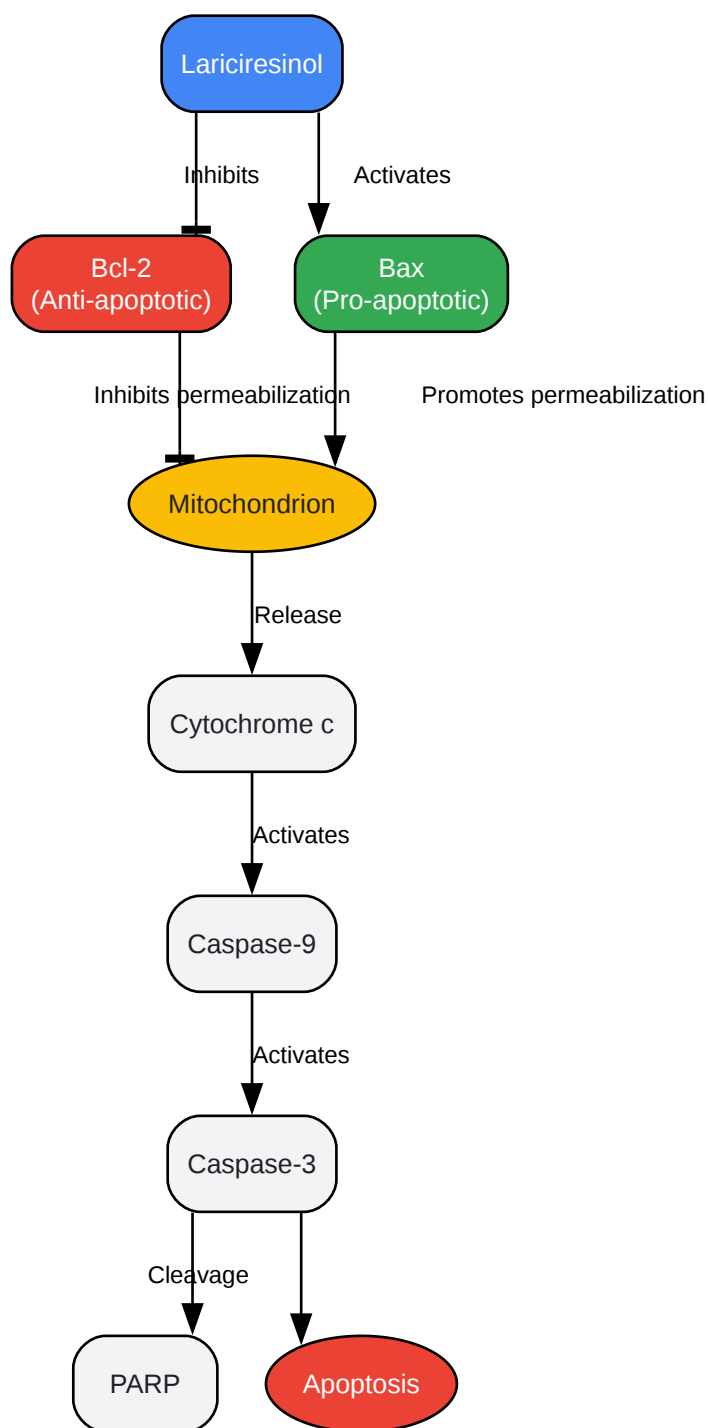 Lariciresinol
Inhibits
Activates
Bcl-2
(Anti-apoptotic)
Bax
(Pro-apoptotic)
Inhibits permeabilization
Promotes permeabilization
Mitochondrion
Release
Cytochrome c
Activates
Caspase-9
Activates
Caspase-3
Cleavage
PARP
Apoptosis